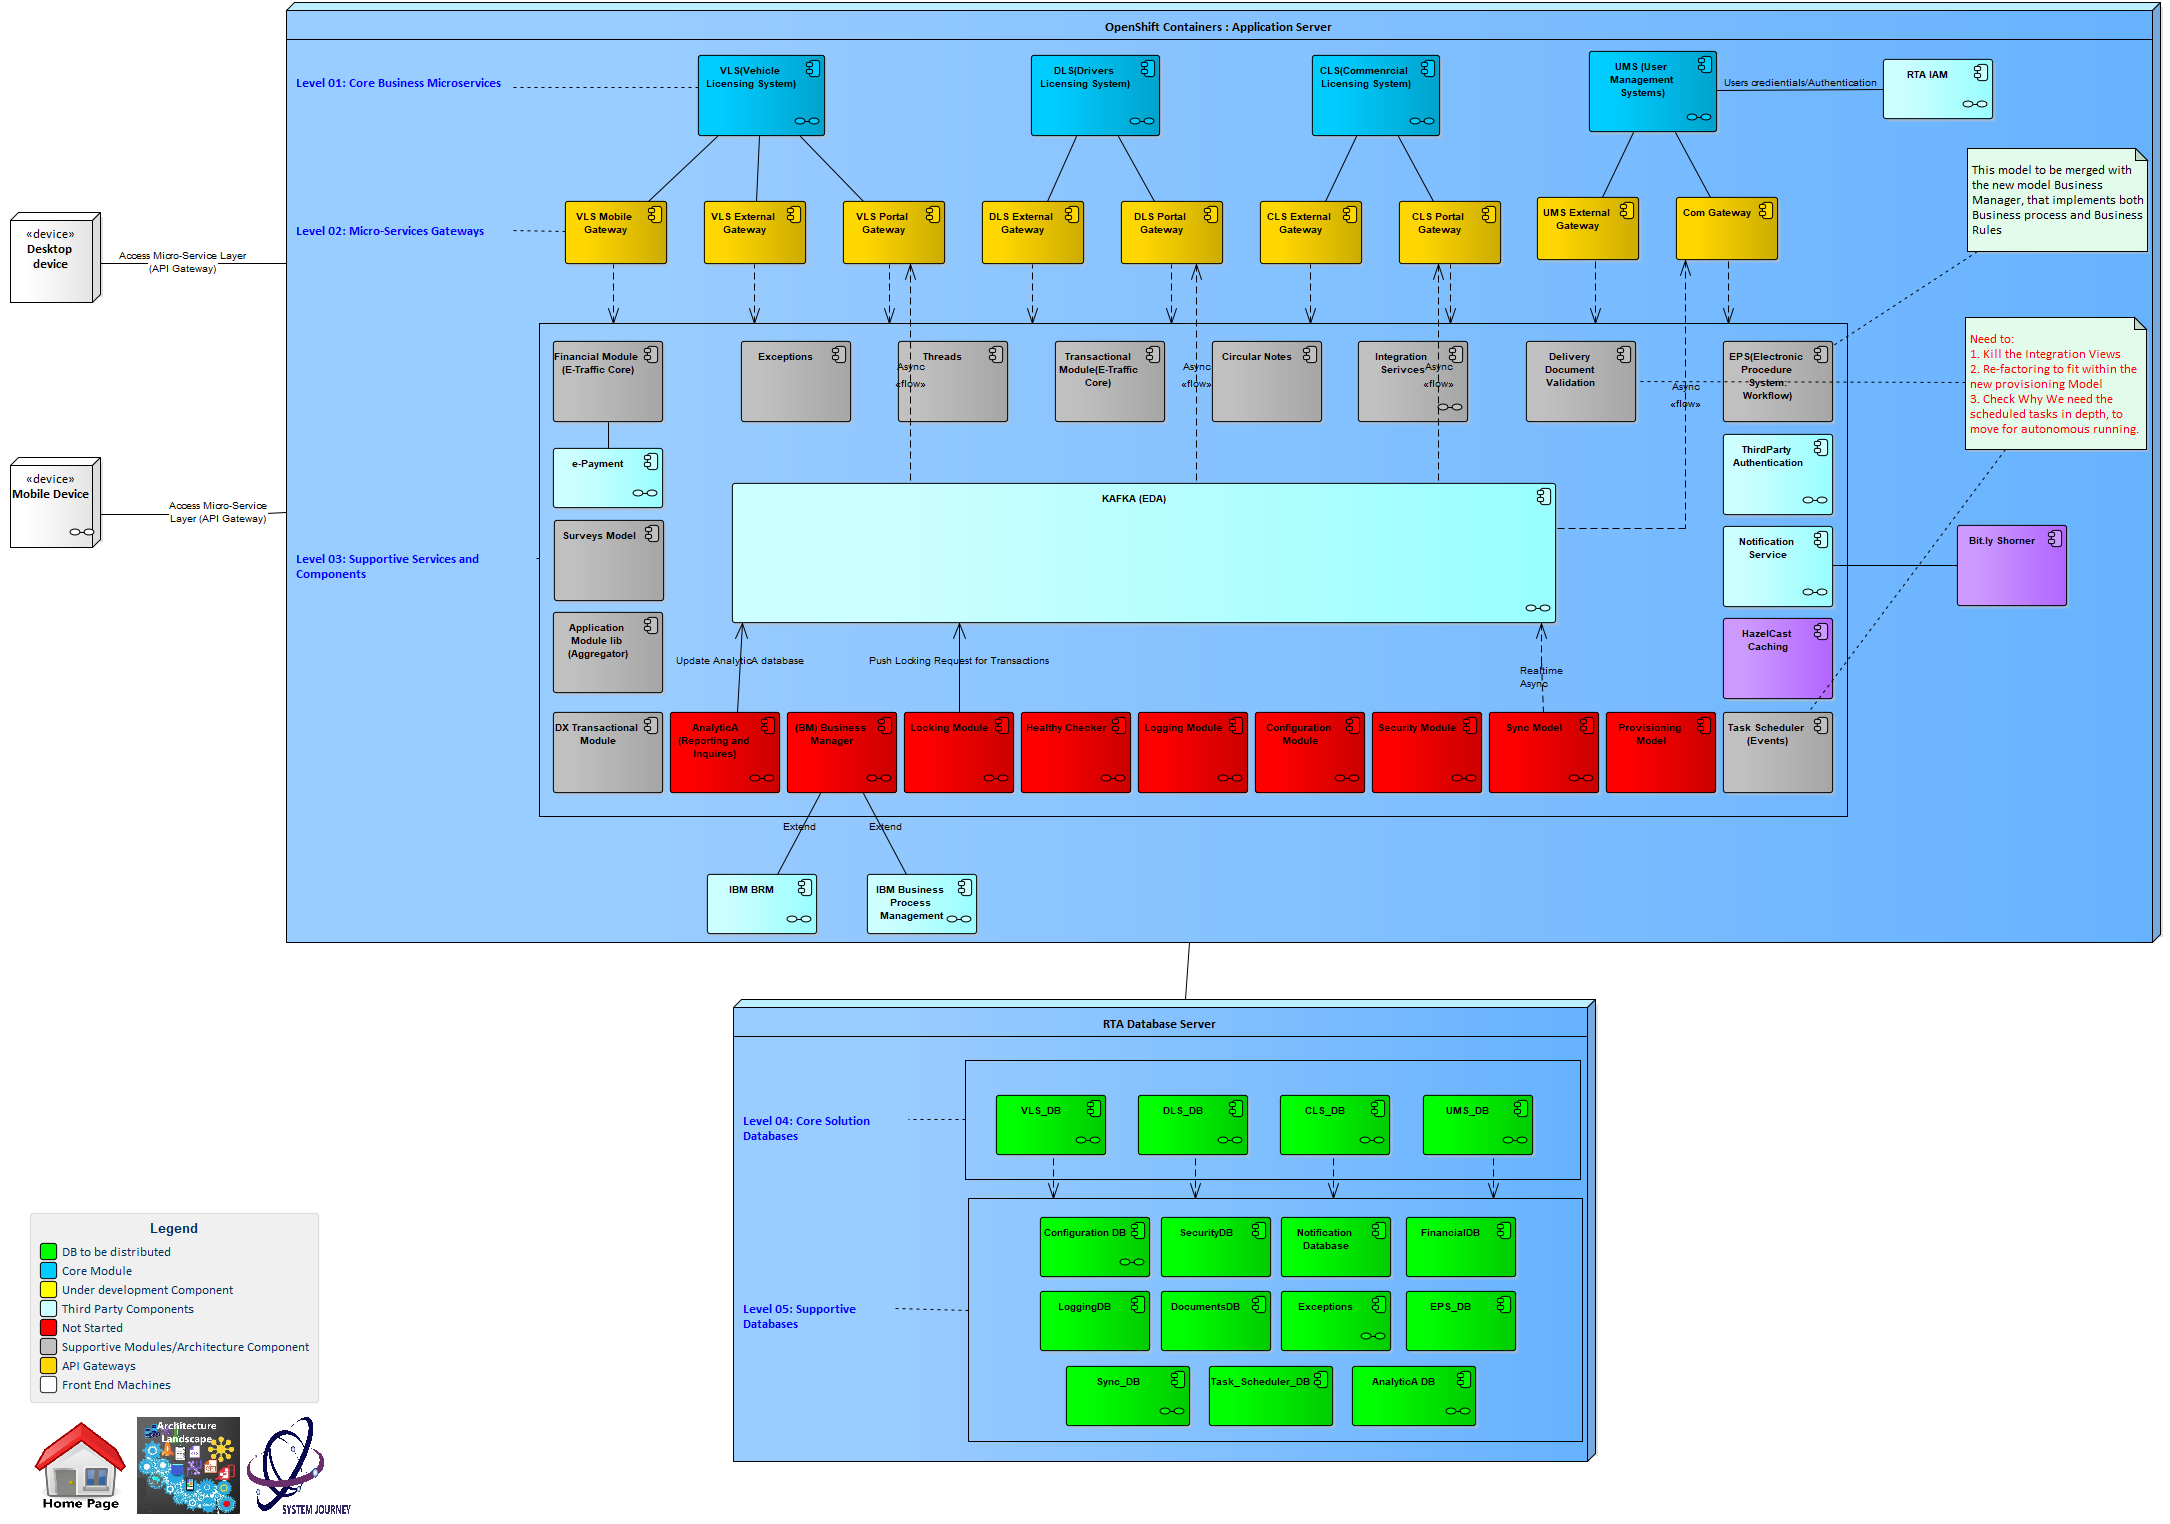 OpenShift Containers : Application Server
Level 01: Core Business Microservices
VLS(Vehicle
Licensing System)
DLS(Drivers
Licensing System)
CLS(Commenrcial
Licensing System)
UMS (User
Management
Systems)
Users credientials/Authentication
RTA IAM
This model to be merged with
the new model Business
Manager, that implements both
Business process and Business
Rules
Level 02: Micro-Services Gateways
VLS Mobile
Gateway
VLS External
Gateway
VLS Portal
Gateway
DLS External
Gateway
DLS Portal
Gateway
CLS External
Gateway
CLS Portal
Gateway
UMS External
Gateway
Com Gateway
«device»
Desktop
device
Access Micro-Service Layer
(API Gateway)
Financial Module
(E-Traffic Core)
Exceptions
Threads
Async
«flow»
Transactional
Module(E-Traffic
Core)
Async
«flow»
Circular Notes
Integration
Serivces
Async
«flow»
Delivery
Document
Validation
Async
«flow»
EPS(Electronic
Procedure
System:
Workflow)
Need to:
1. Kill the Integration Views
2. Re-factoring to fit within the
new provisioning Model
3. Check Why We need the
scheduled tasks in depth, to
move for autonomous running.
e-Payment
ThirdParty
Authentication
KAFKA (EDA)
«device»
Mobile Device
Access Micro-Service
Layer (API Gateway)
Level 03: Supportive Services and
Components
Surveys Model
Notification
Service
Bit.ly Shorner
Application
Module lib
(Aggregator)
HazelCast
Caching
Update AnalyticA database
Push Locking Request for Transactions
Realtime
Async
DX Transactional
Module
AnalyticA
(Reporting and
Inquires)
(BM) Business
Manager
Locking Module
Healthy Checker
Logging Module
Configuration
Module
Security Module
Sync Model
Provisioning
Model
Task Scheduler
(Events)
Extend
Extend
IBM BRM
IBM Business
Process
Management
RTA Database Server
Level 04: Core Solution
Databases
VLS_DB
DLS_DB
CLS_DB
UMS_DB
Level 05: Supportive
Databases
Configuration DB
SecurityDB
Notification
Database
FinancialDB
LoggingDB
DocumentsDB
Exceptions
EPS_DB
Sync_DB
Task_Scheduler_DB
AnalyticA DB
Legend
DB to be distributed
Core Module
Under development Component
Third Party Components
Not Started
Supportive Modules/Architecture Component
API Gateways
Front End Machines
Home Page
Architecture
Landscape
SYSTEM JOURNEY